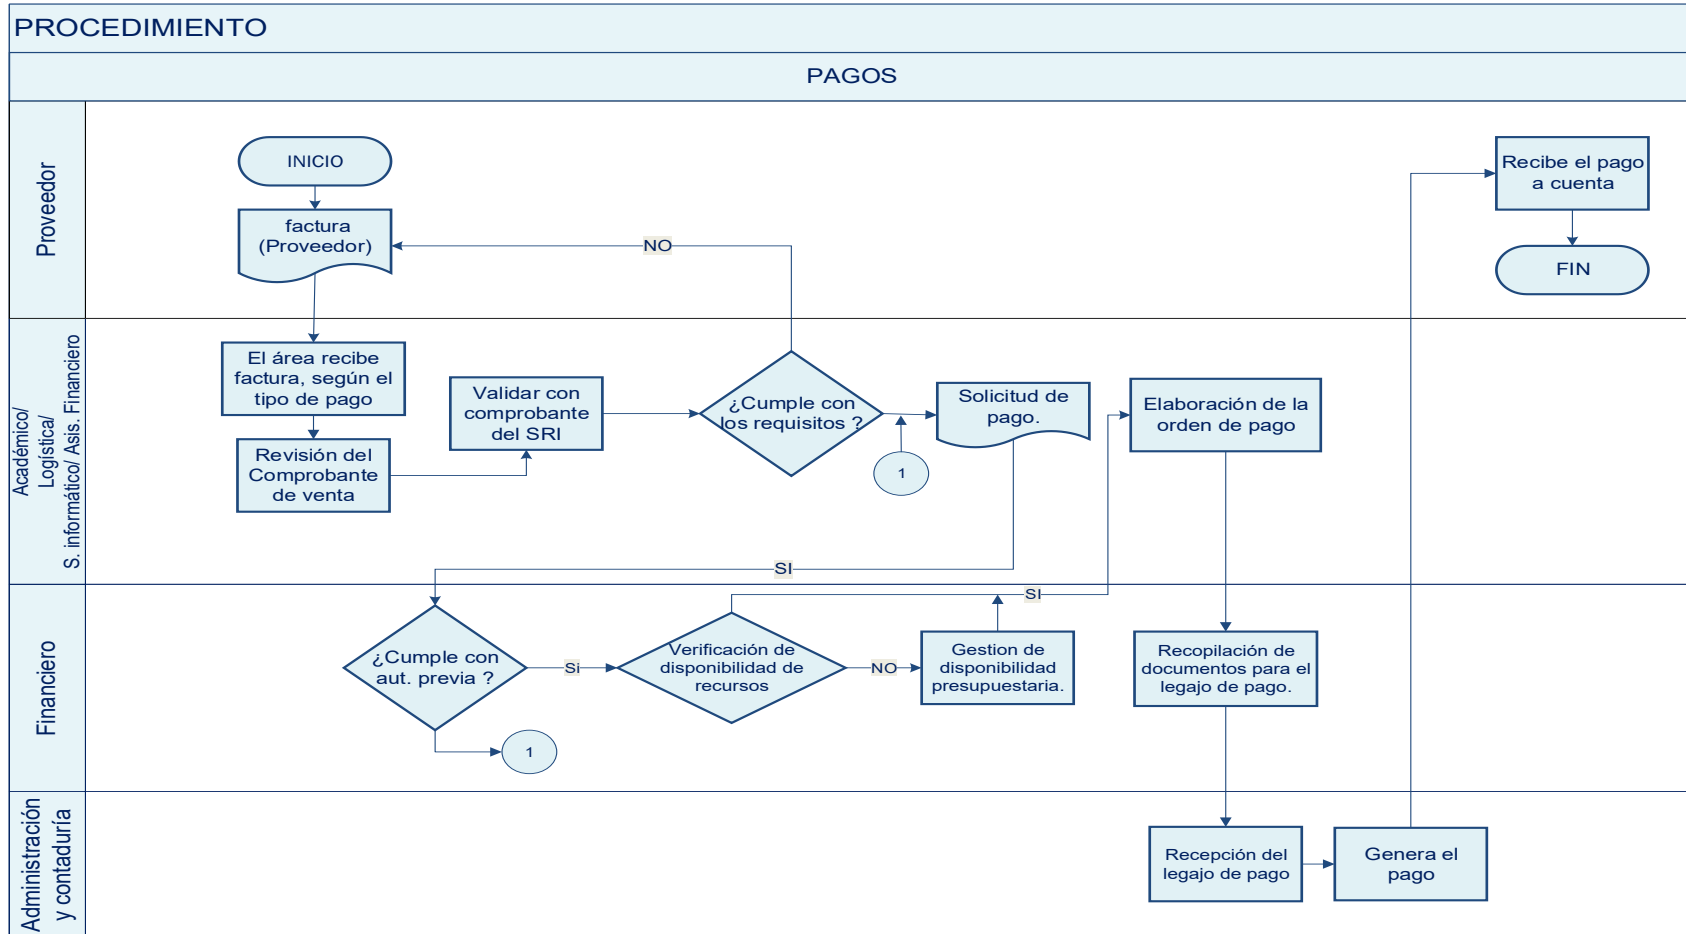 PROCEDIMIENTO
PAGOS
Proveedor
INICIO
factura
(Proveedor)
NO
Recibe el pago
a cuenta
FIN
Académico/
Logística/
S. informático/ Asis. Financiero
El área recibe
factura, según el
tipo de pago
Revisión del
Comprobante
de venta
Validar con
comprobante
del SRI
¿Cumple con
los requisitos ?
1
Solicitud de
pago.
Elaboración de la
orden de pago
SI
Financiero
¿Cumple con
aut. previa ?
1
Si
Verificación de
disponibilidad de
recursos
NO
SI
Gestion de
disponibilidad
presupuestaria.
Recopilación de
documentos para el
legajo de pago.
Administración
y contaduría
Recepción del
legajo de pago
Genera el
pago